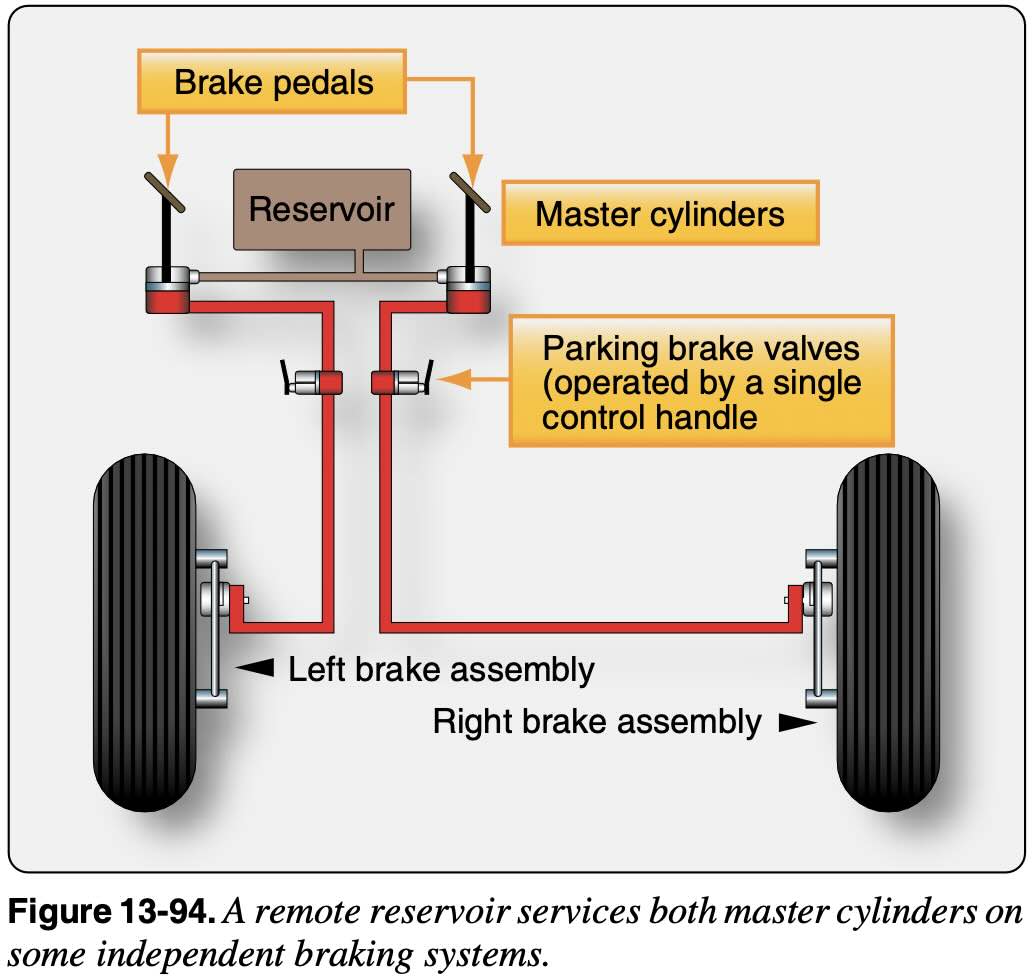 Brake pedals
Reservoir
Master cylinders
Parking brake valves
(operated by a single
control handle
Left brake assembly
Right brake assembly
Figure 13-94. A remote reservoir services both master cylinders on
some independent braking systems.